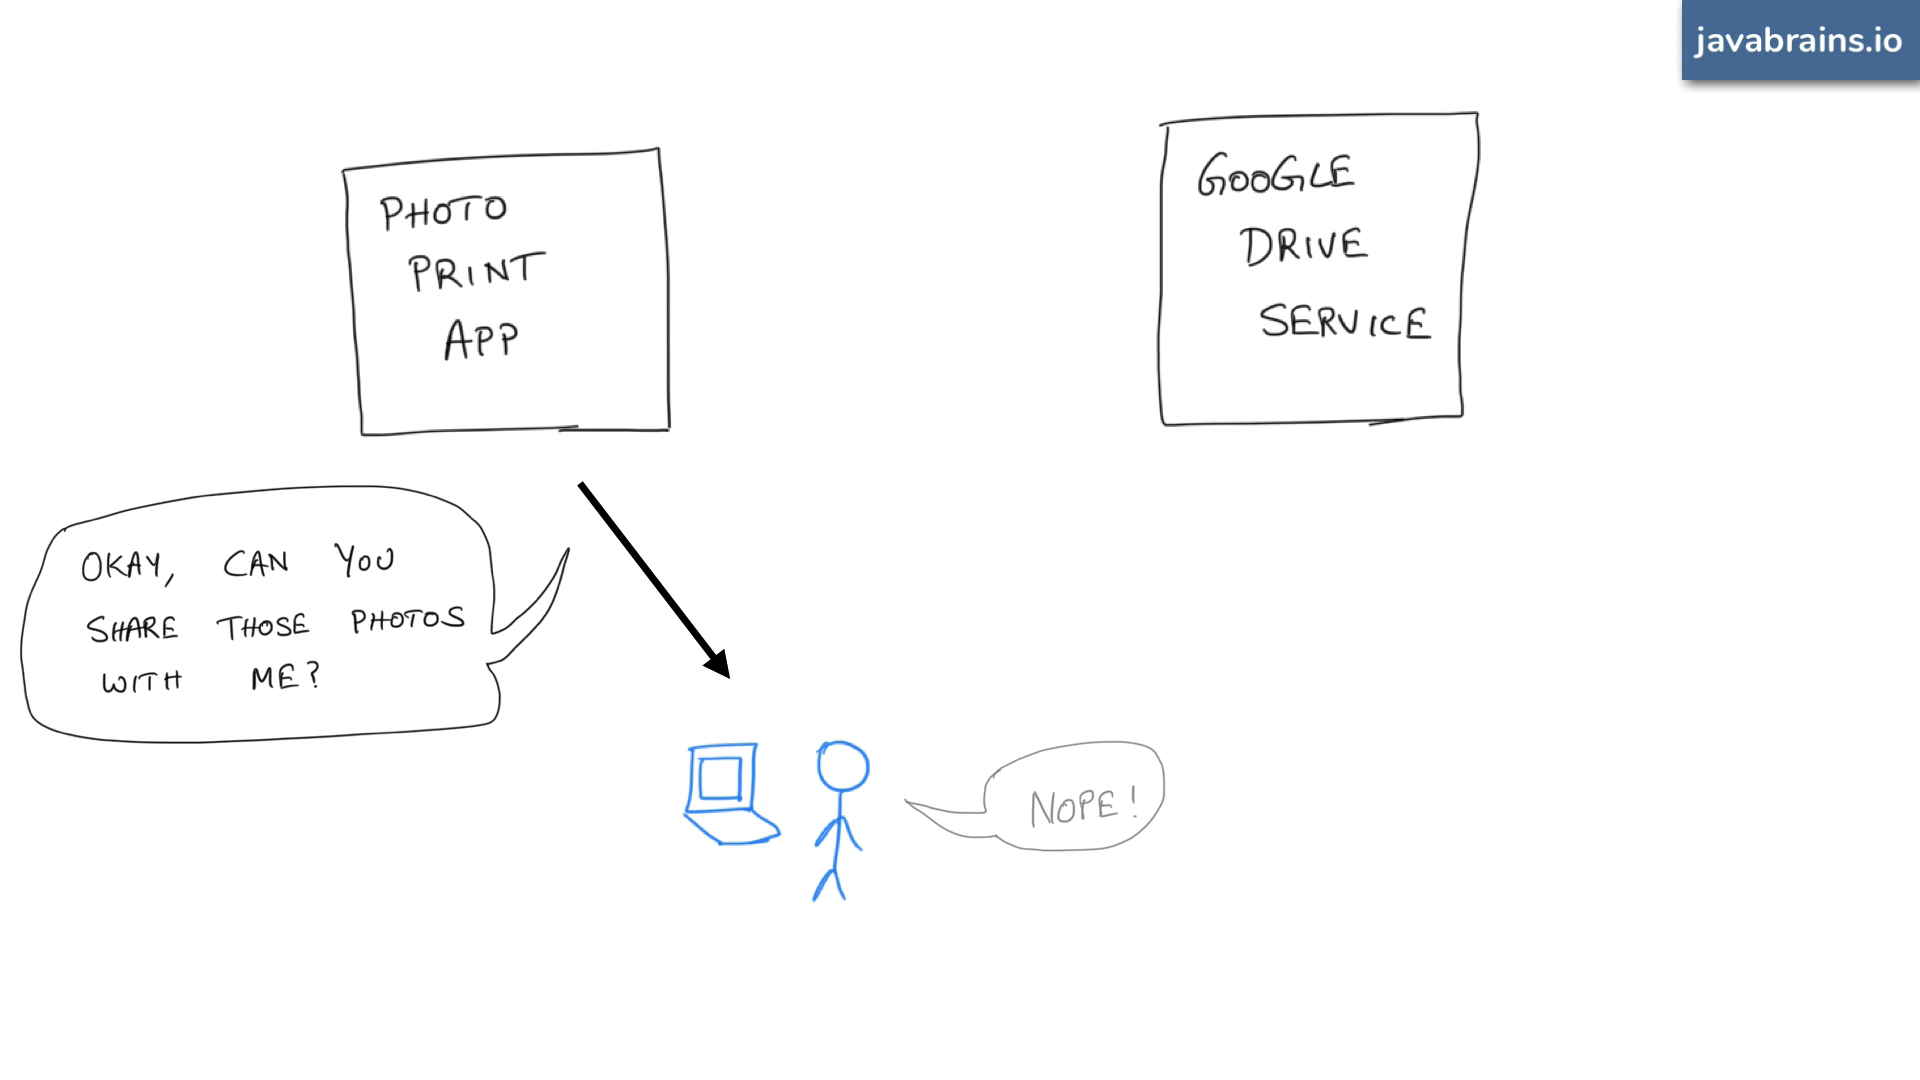 javabrains.io
PHOTO
PRINT
APP
GOOGLE
DRIVE
SERVICE
OKAY, CAN YOU
SHARE THOSE PHOTOS
WITH ME?
NOPE!